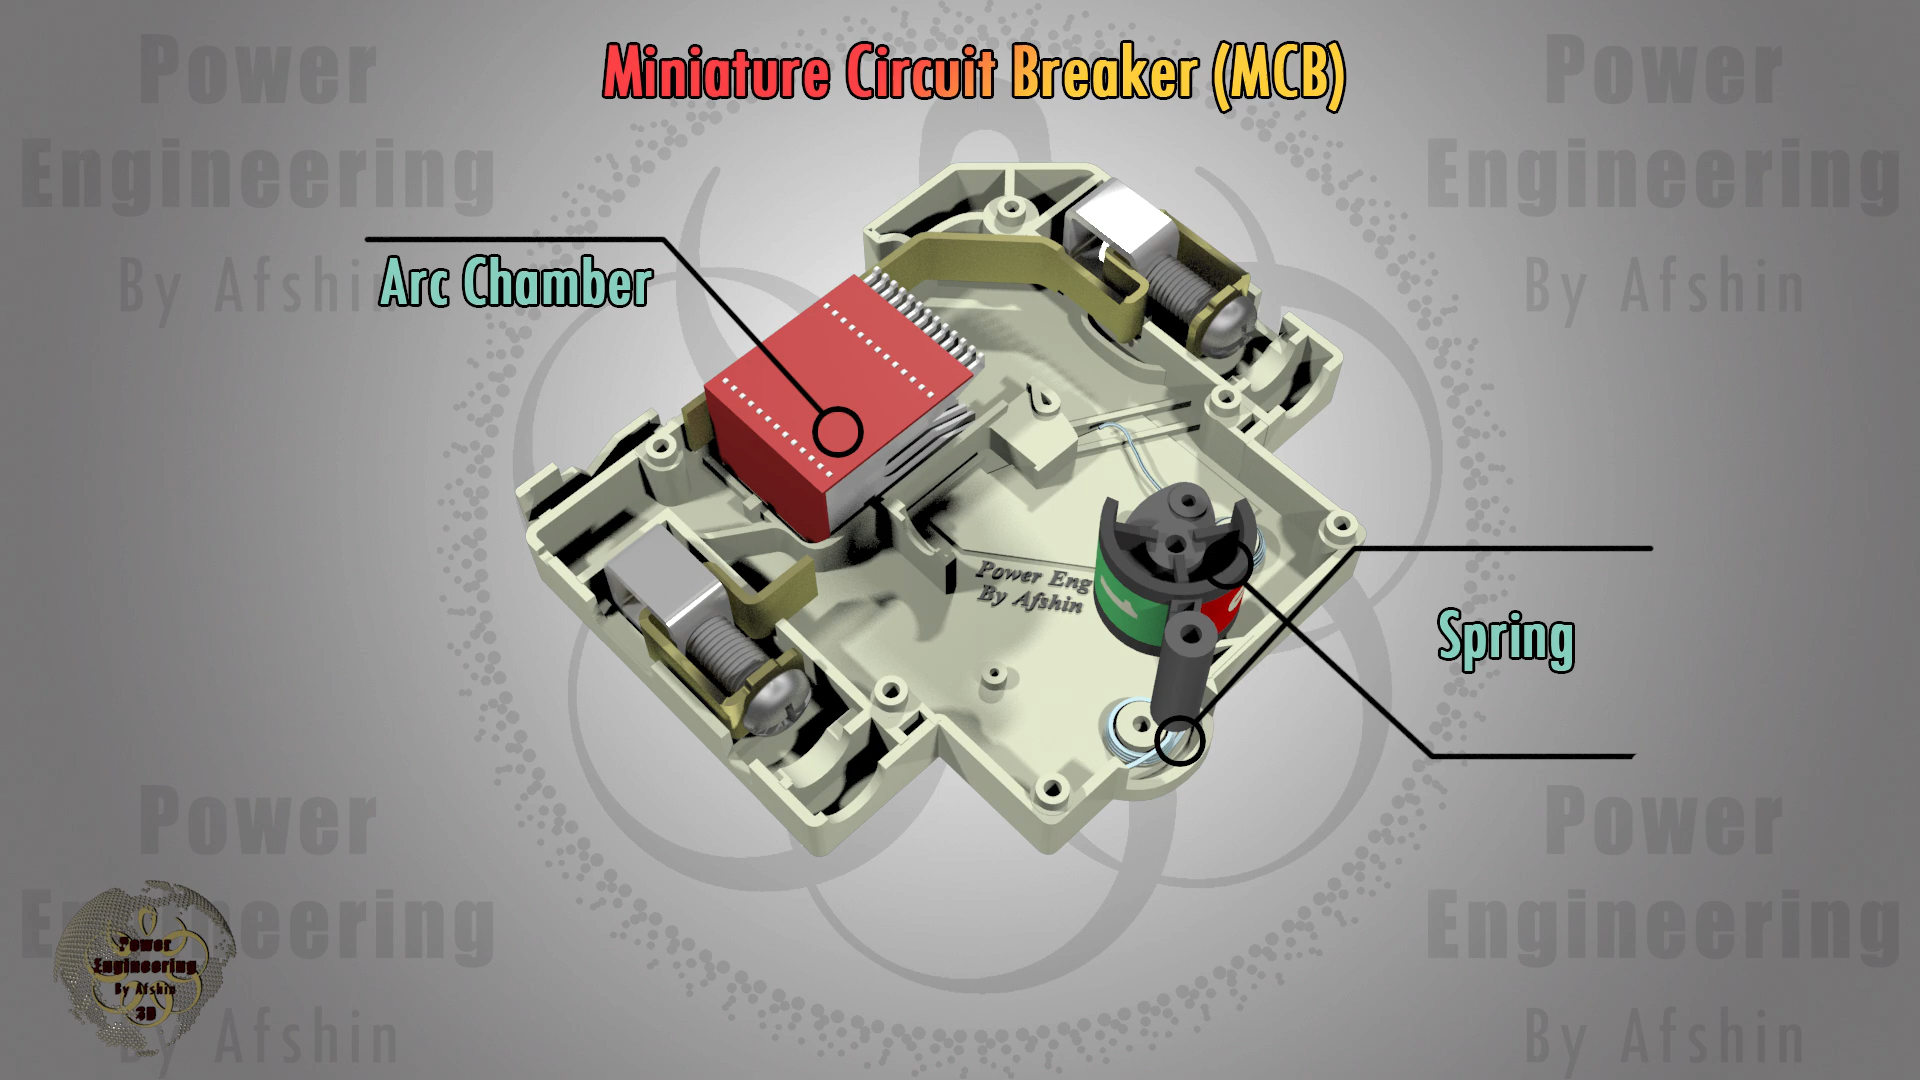 Miniature Circuit Breaker (MCB)
Power
Engineering
By Afshin
Power
Engineering
By Afshin
Arc Chamber
Power Eng
By Afshin
Spring
Power
Engineering
By Afshin
Power
Engineering
By Afshin
Power
Engineering
By Afshin
3D